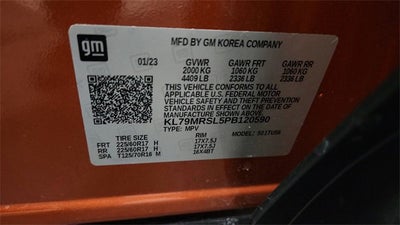 gm
MFD BY GM KOREA COMPANY
01/23 GVWR GAWR FRT GAWR RR
2000 KG 1060 KG 1060 KG
4409 LB 2336 LB 2336 LB
THIS VEHICLE CONFORMS TO ALL
APPLICABLE U.S. FEDERAL MOTOR
VEHICLE SAFETY, BUMPER, AND THEFT
PREVENTION STANDARDS IN EFFECT ON THE
DATE OF MANUFACTURE SHOWN ABOVE
KL79MRSL5PB120590
TYPE: MPV
TIRE SIZE RIM
FRT 225/60R17 H 17X7.5J
RR 225/60R17 H 17X7.5J
SPA T125/70R16 M 16X4BT